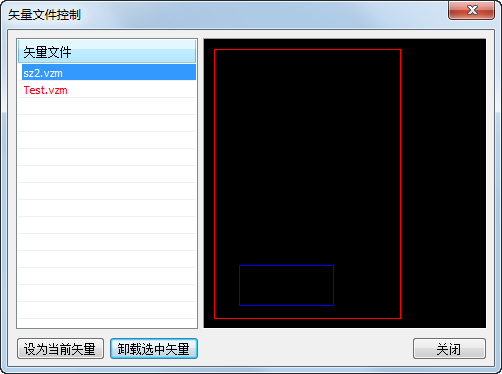 矢量文件控制
矢量文件
sz2.vzm
Test.vzm
设为当前矢量
卸载选中矢量
关闭